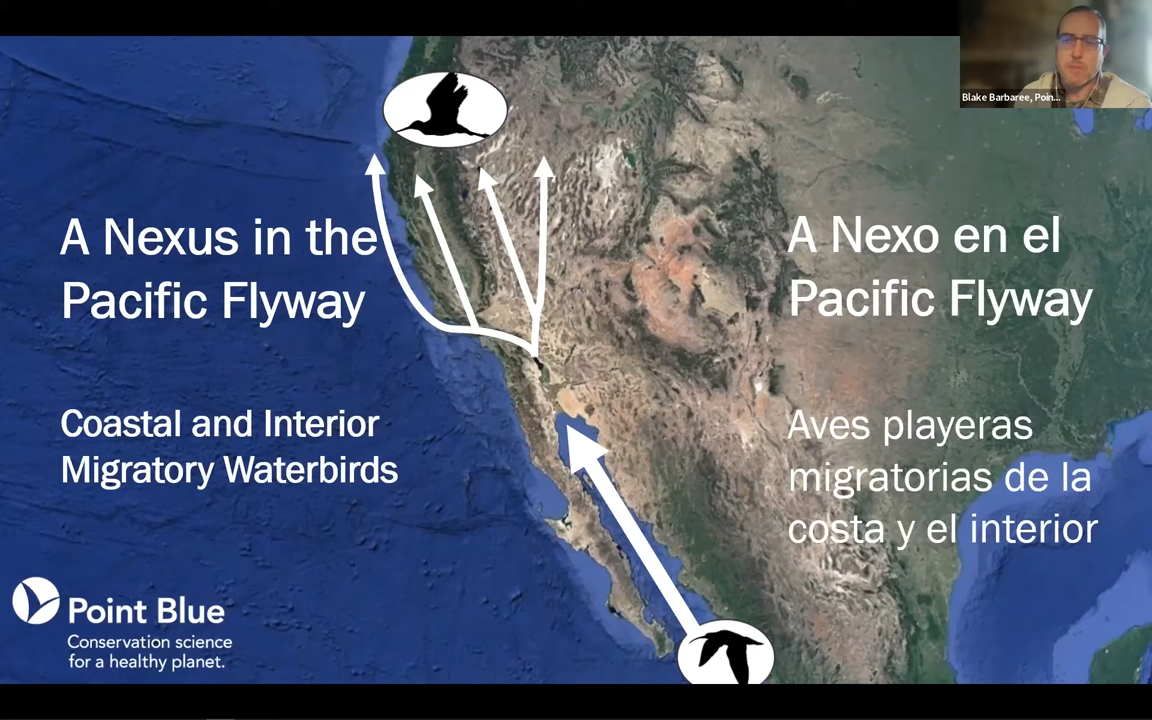 Blake Barbaree, Poin...
A Nexus in the
Pacific Flyway
Coastal and Interior
Migratory Waterbirds
A Nexo en el
Pacific Flyway
Aves playeras
migratorias de la
costa y el interior
Point Blue
Conservation science
for a healthy planet.